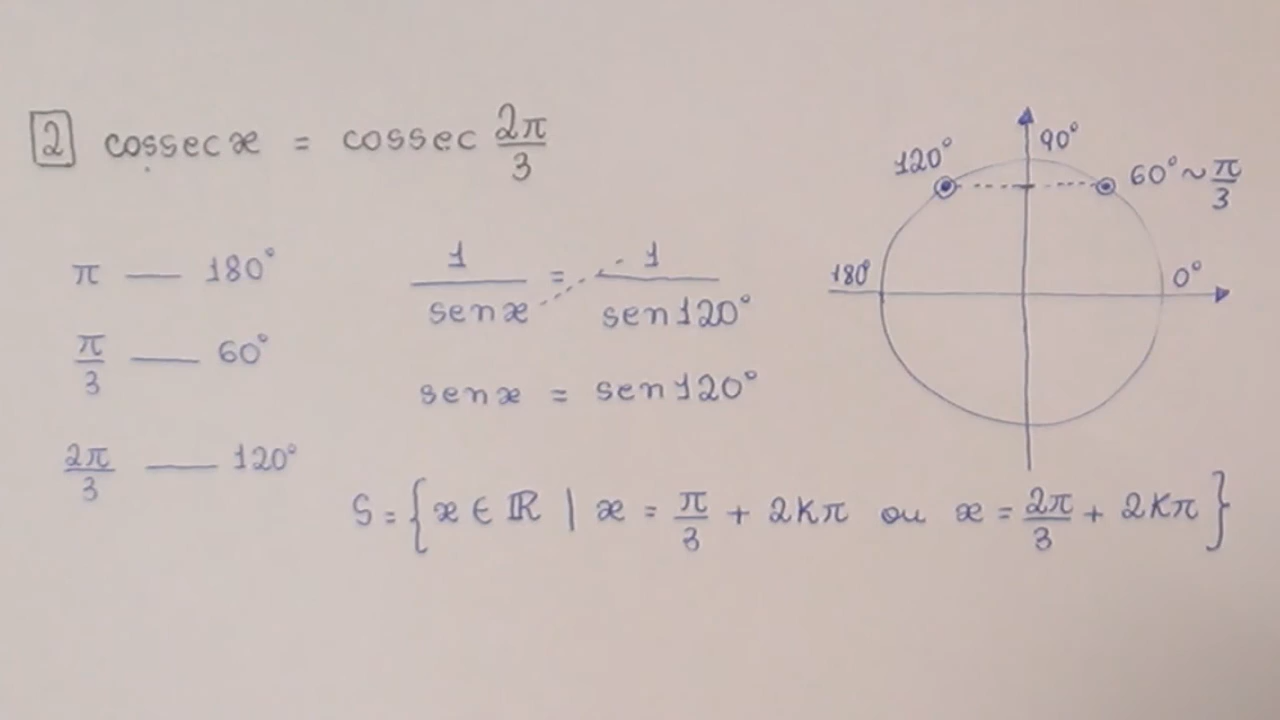 2 cossec x = cossec 2π/3
π — 180°
π/3 — 60°
2π/3 — 120°
1/sen x = 1/sen 120°
sen x = sen 120°
90°
120°
60° ~ π/3
180°
0°
S = {x ∈ ℝ | x = π/3 + 2Kπ ou x = 2π/3 + 2Kπ}